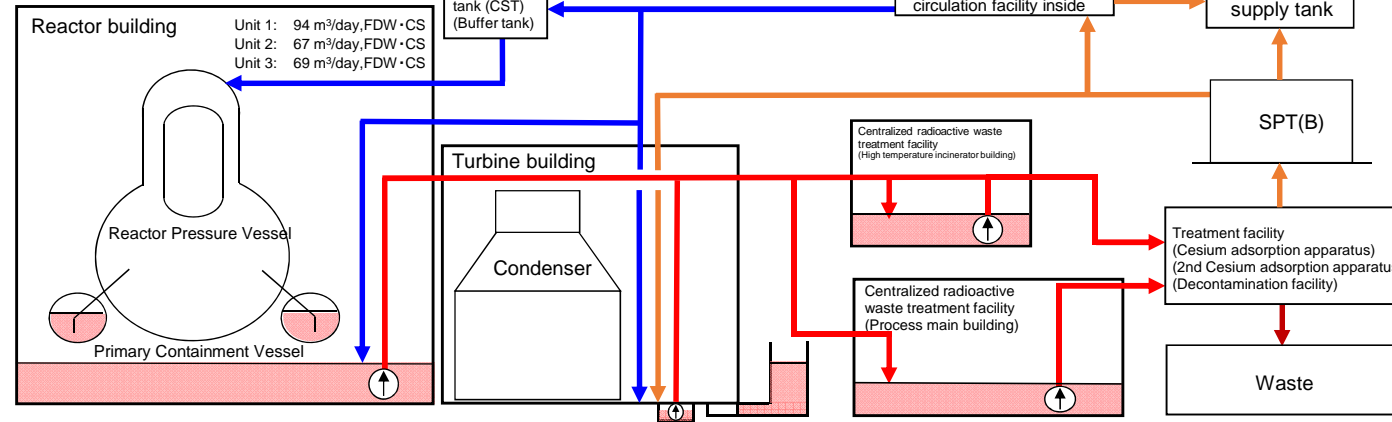 Reactor building
Unit 1: 94 m³/day,FDW・CS
Unit 2: 67 m³/day,FDW・CS
Unit 3: 69 m³/day,FDW・CS
tank (CST)
(Buffer tank)
circulation facility inside
supply tank
SPT(B)
Centralized radioactive waste
treatment facility
(High temperature incinerator building)
Turbine building
Reactor Pressure Vessel
Condenser
Treatment facility
(Cesium adsorption apparatus)
(2nd Cesium adsorption apparatu
(Decontamination facility)
Centralized radioactive
waste treatment facility
(Process main building)
Primary Containment Vessel
Waste